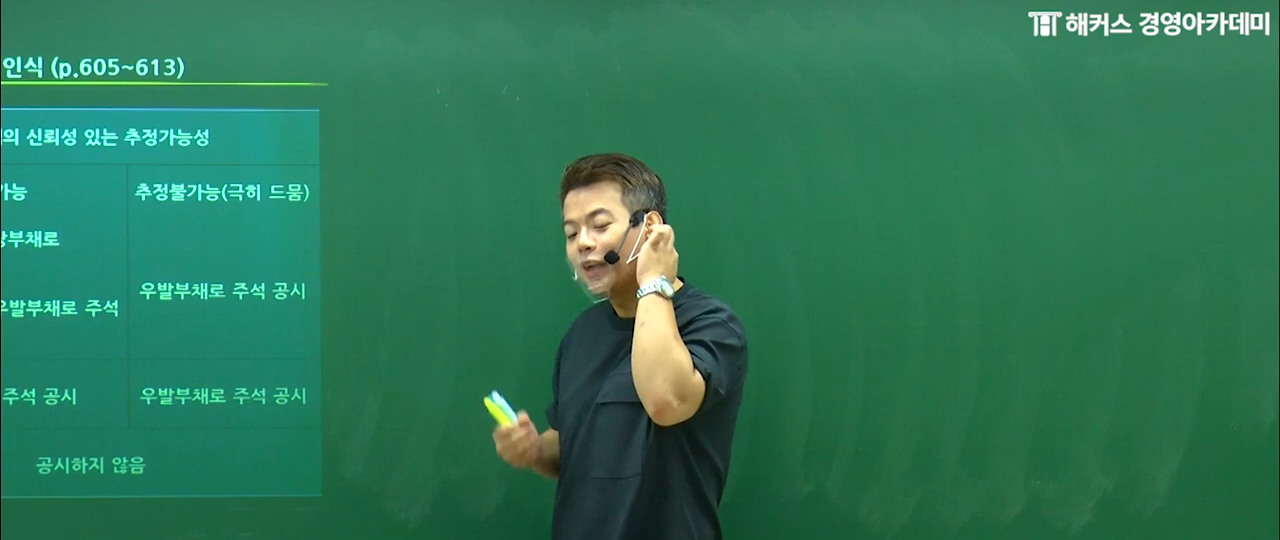 해커스 경영아카데미
인식 (p.605~613)
의 신뢰성 있는 추정가능성
가능
추정불가능(극히 드뭄)
부채로
우발부채로 주석 공시
우발부채로 주석
주석 공시
우발부채로 주석 공시
공시하지 않음